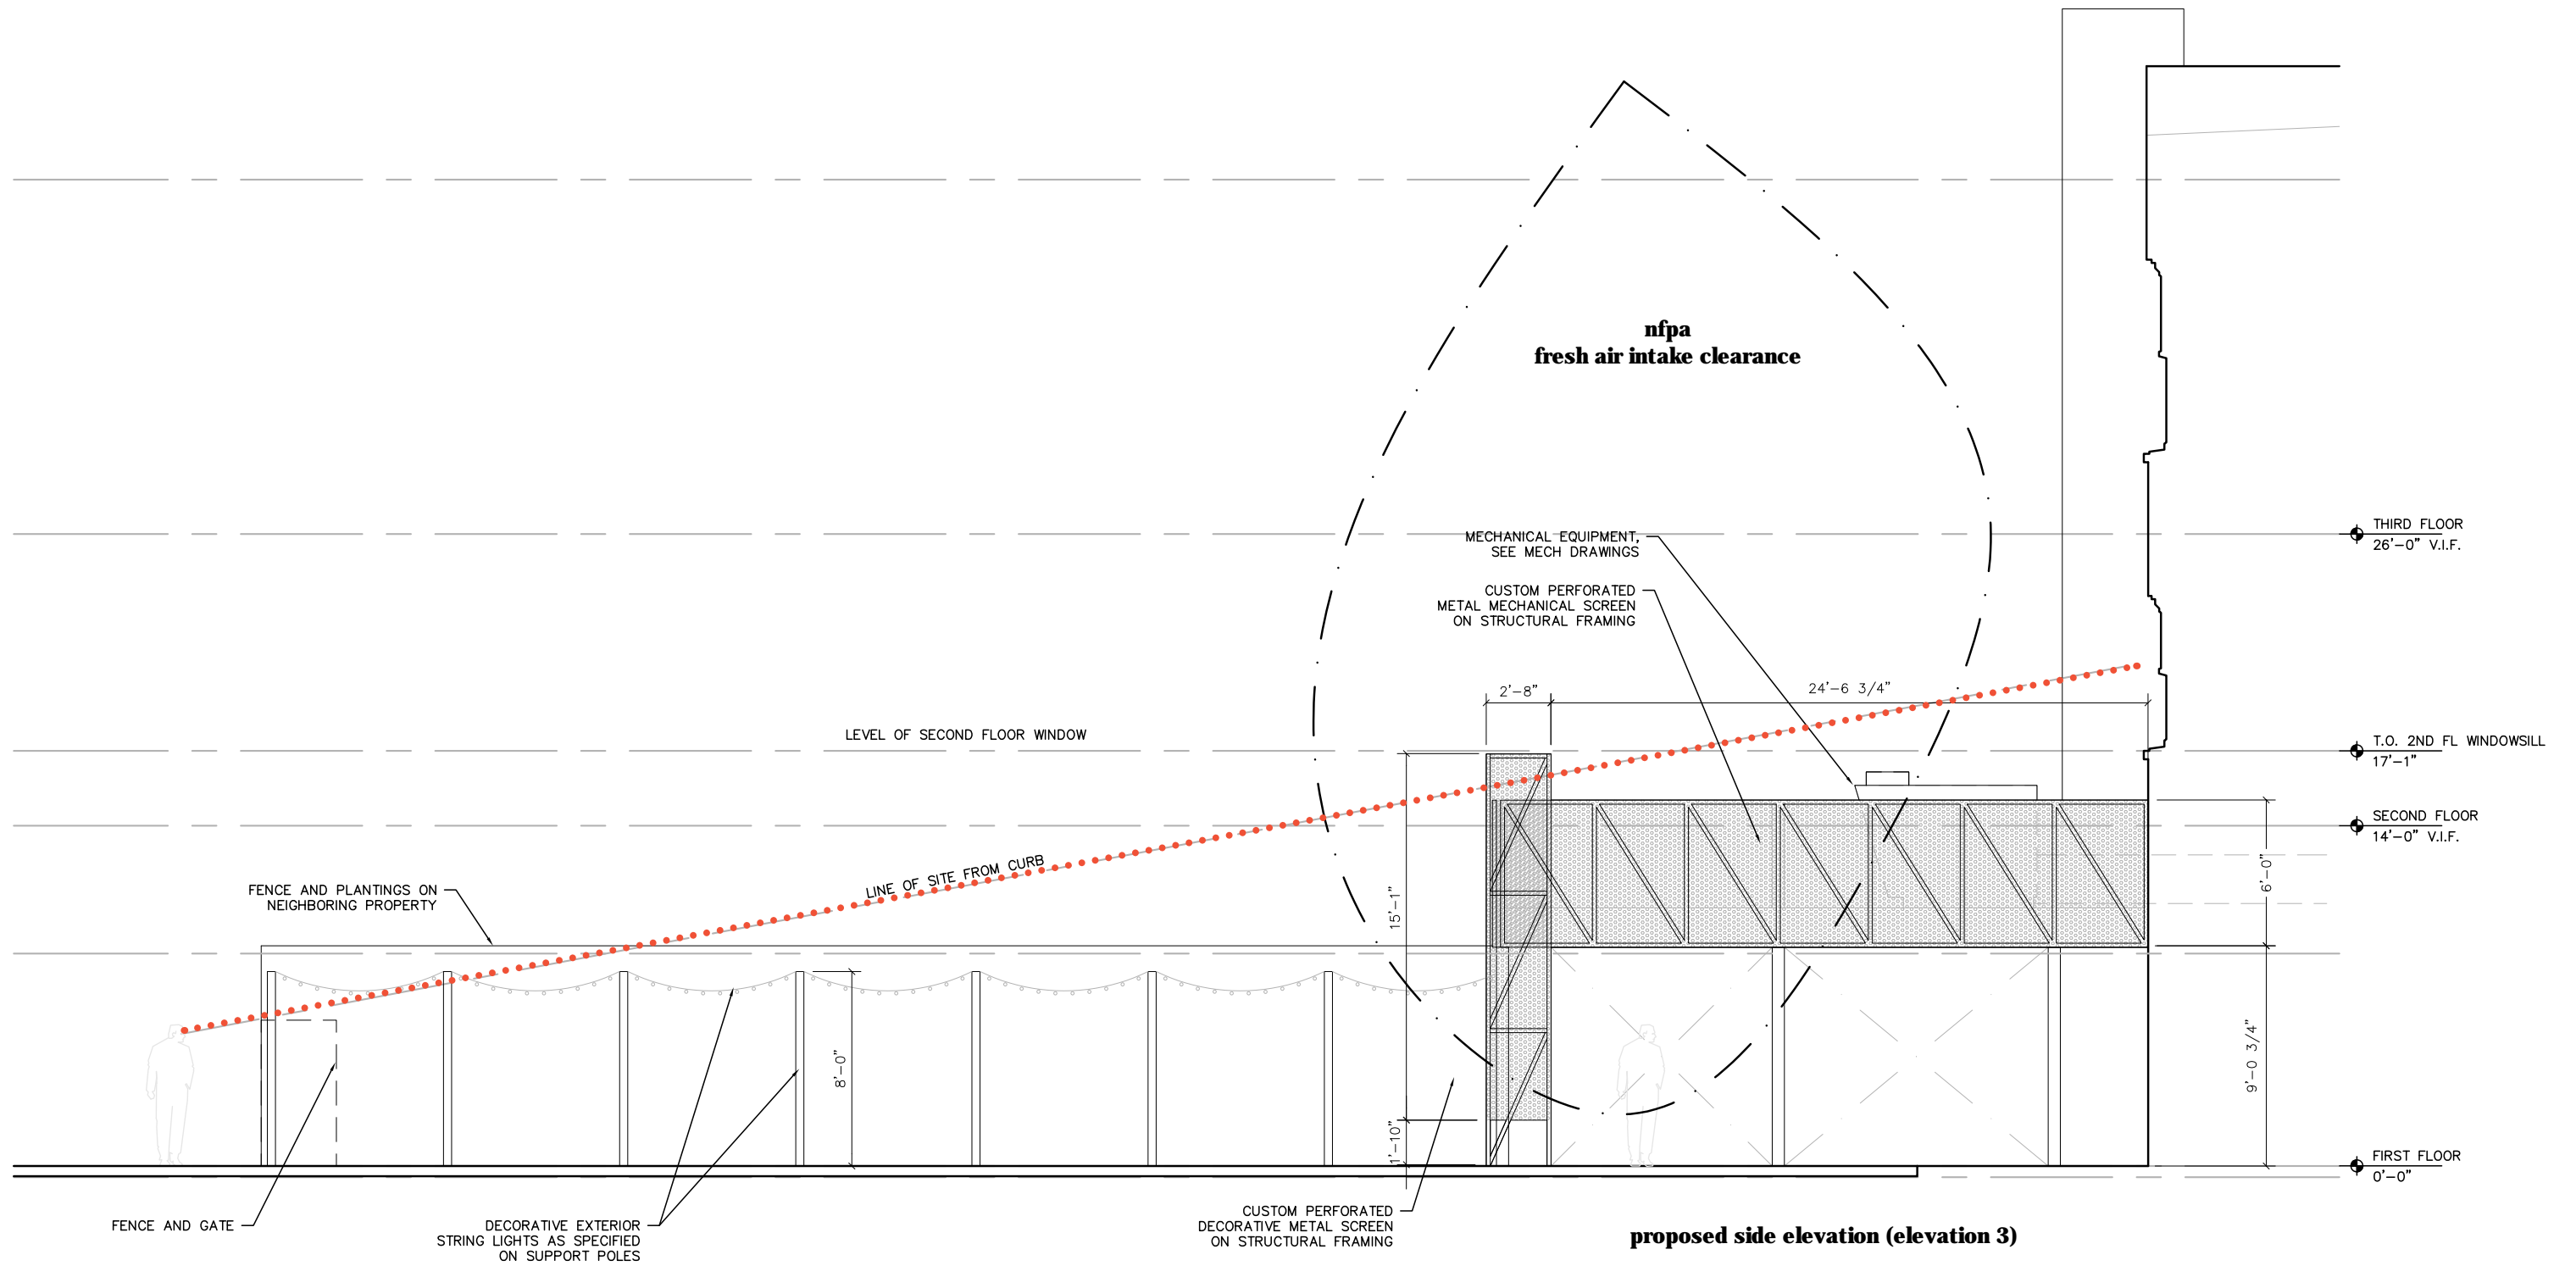 nfpa
fresh air intake clearance
MECHANICAL EQUIPMENT,
SEE MECH DRAWINGS
THIRD FLOOR
26'-0" V.I.F.
CUSTOM PERFORATED
METAL MECHANICAL SCREEN
ON STRUCTURAL FRAMING
2'-8"
24'-6 3/4"
LEVEL OF SECOND FLOOR WINDOW
T.O. 2ND FL WINDOWSILL
17'-1"
SECOND FLOOR
14'-0" V.I.F.
LINE OF SITE FROM CURB
FENCE AND PLANTINGS ON
NEIGHBORING PROPERTY
15'-1"
6'-0"
8'-0"
9'-0 3/4"
1'-10"
FIRST FLOOR
0'-0"
FENCE AND GATE
DECORATIVE EXTERIOR
STRING LIGHTS AS SPECIFIED
ON SUPPORT POLES
CUSTOM PERFORATED
DECORATIVE METAL SCREEN
ON STRUCTURAL FRAMING
proposed side elevation (elevation 3)